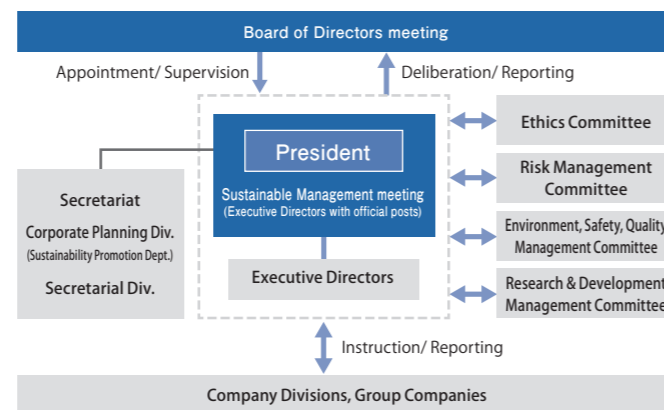 Board of Directors meeting
Appointment/ Supervision
Deliberation/ Reporting
President
Sustainable Management meeting
(Executive Directors with official posts)
Executive Directors
Secretariat
Corporate Planning Div.
(Sustainability Promotion Dept.)
Secretarial Div.
Ethics Committee
Risk Management
Committee
Environment, Safety, Quality
Management Committee
Research & Development
Management Committee
Instruction/ Reporting
Company Divisions, Group Companies